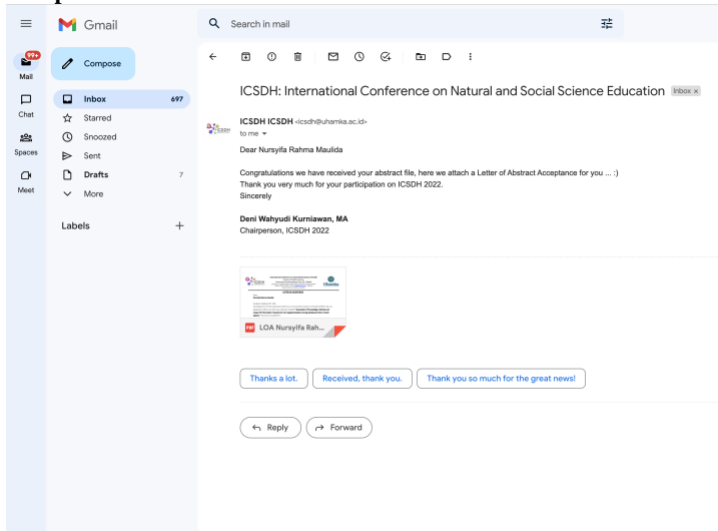 Gmail
Search in mail
99+
Mail
Compose
Inbox 697
Chat
Starred
Snoozed
Spaces
Sent
Drafts 7
Meet
More
Labels +
ICSDH: International Conference on Natural and Social Science Education Inbox x
ICSDH ICSDH <icsdh@uhamka.ac.id>
to me
Dear Nursyifa Rahma Maulida
Congratulations we have received your abstract file, here we attach a Letter of Abstract Acceptance for you ... :)
Thank you very much for your participation on ICSDH 2022.
Sincerely
Deni Wahyudi Kurniawan, MA
Chairperson, ICSDH 2022
PDF LOA Nursyifa Rah...
Thanks a lot. Received, thank you. Thank you so much for the great news!
Reply Forward